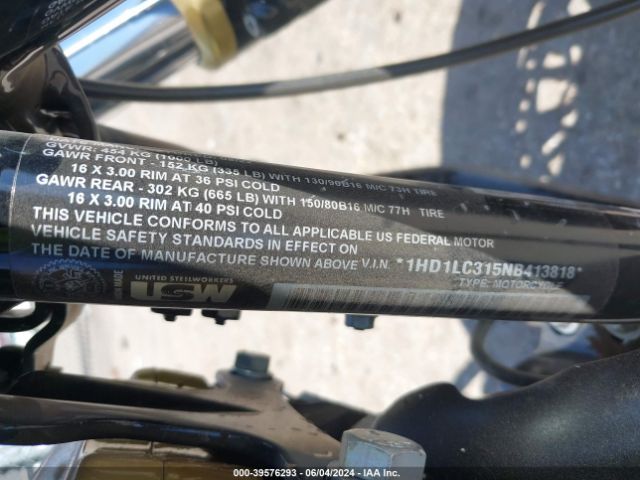 GVWR: 454 KG (1000 LB)
GAWR FRONT - 152 KG (335 LB) WITH 130/90B16 M/C 73H TIRE
16 X 3.00 RIM AT 36 PSI COLD
GAWR REAR - 302 KG (665 LB) WITH 150/80B16 M/C 77H TIRE
16 X 3.00 RIM AT 40 PSI COLD
THIS VEHICLE CONFORMS TO ALL APPLICABLE US FEDERAL MOTOR
VEHICLE SAFETY STANDARDS IN EFFECT ON
THE DATE OF MANUFACTURE SHOWN ABOVE V.I.N. *1HD1LC315NB413818*
TYPE: MOTORCYCLE
UNION MADE
UNITED STEELWORKERS
USW
000-39576293 - 06/04/2024 - IAA Inc.